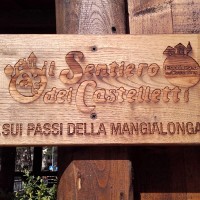 il Sentiero
dei Castelletti
SUI PASSI DELLA MANGIALONGA